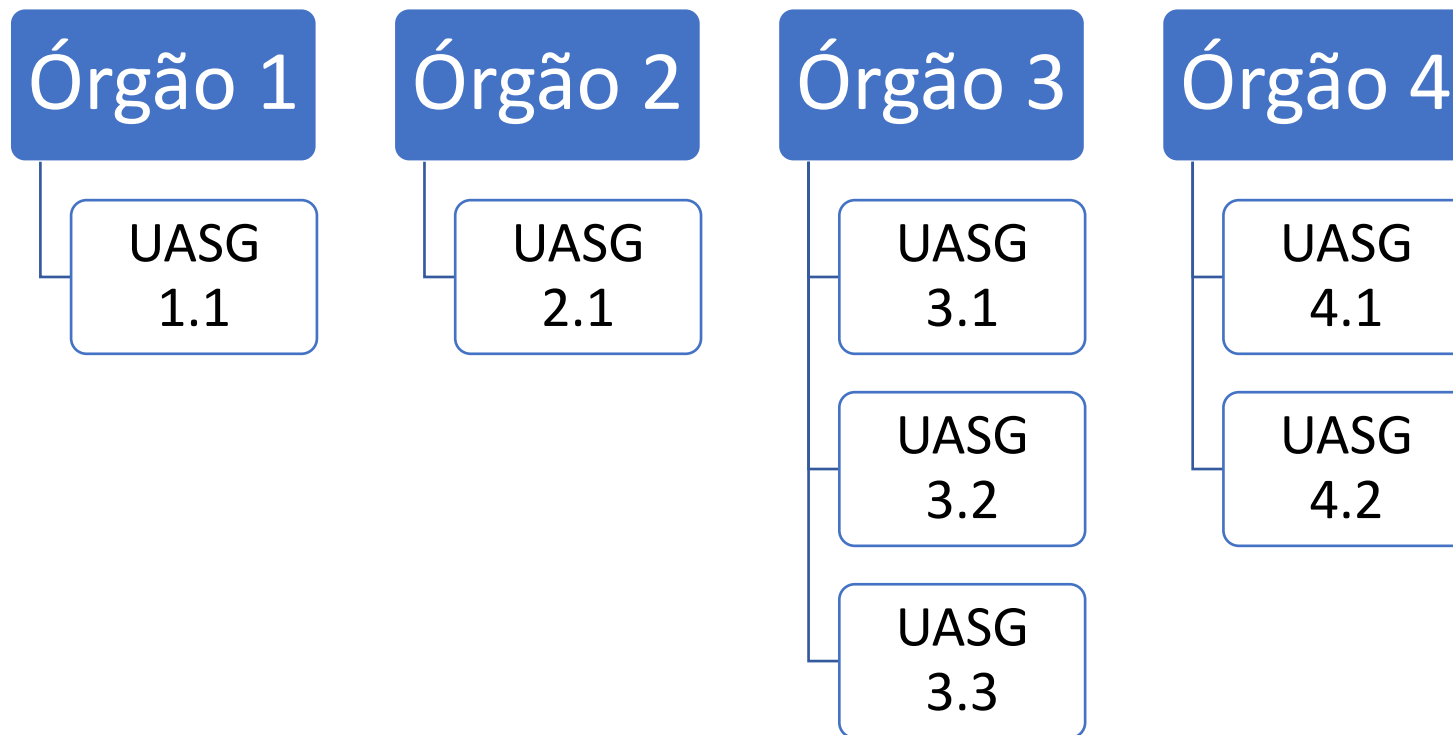 Órgão 1
UASG
1.1
Órgão 2
UASG
2.1
Órgão 3
UASG
3.1
UASG
3.2
UASG
3.3
Órgão 4
UASG
4.1
UASG
4.2